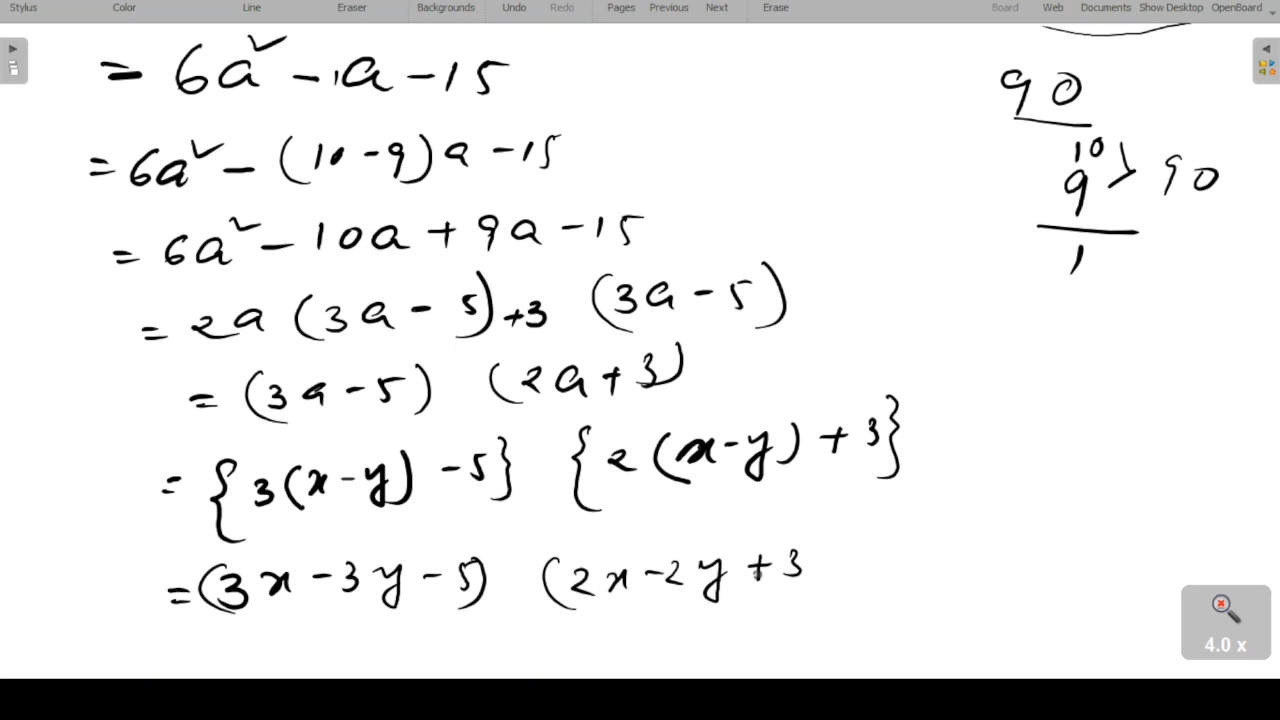 Stylus Color Line Eraser Backgrounds Undo Redo Pages Previous Next Erase Board Web Documents Show Desktop OpenBoard
= 6a² - 1a - 15
= 6a² - (10 - 9)a - 15
= 6a² - 10a + 9a - 15
= 2a (3a - 5) + 3 (3a - 5)
= (3a - 5) (2a + 3)
= {3(x - y) - 5} {2(x - y) + 3}
= (3x - 3y - 5) (2x - 2y + 3
90
10
9 > 90
1
4.0 x